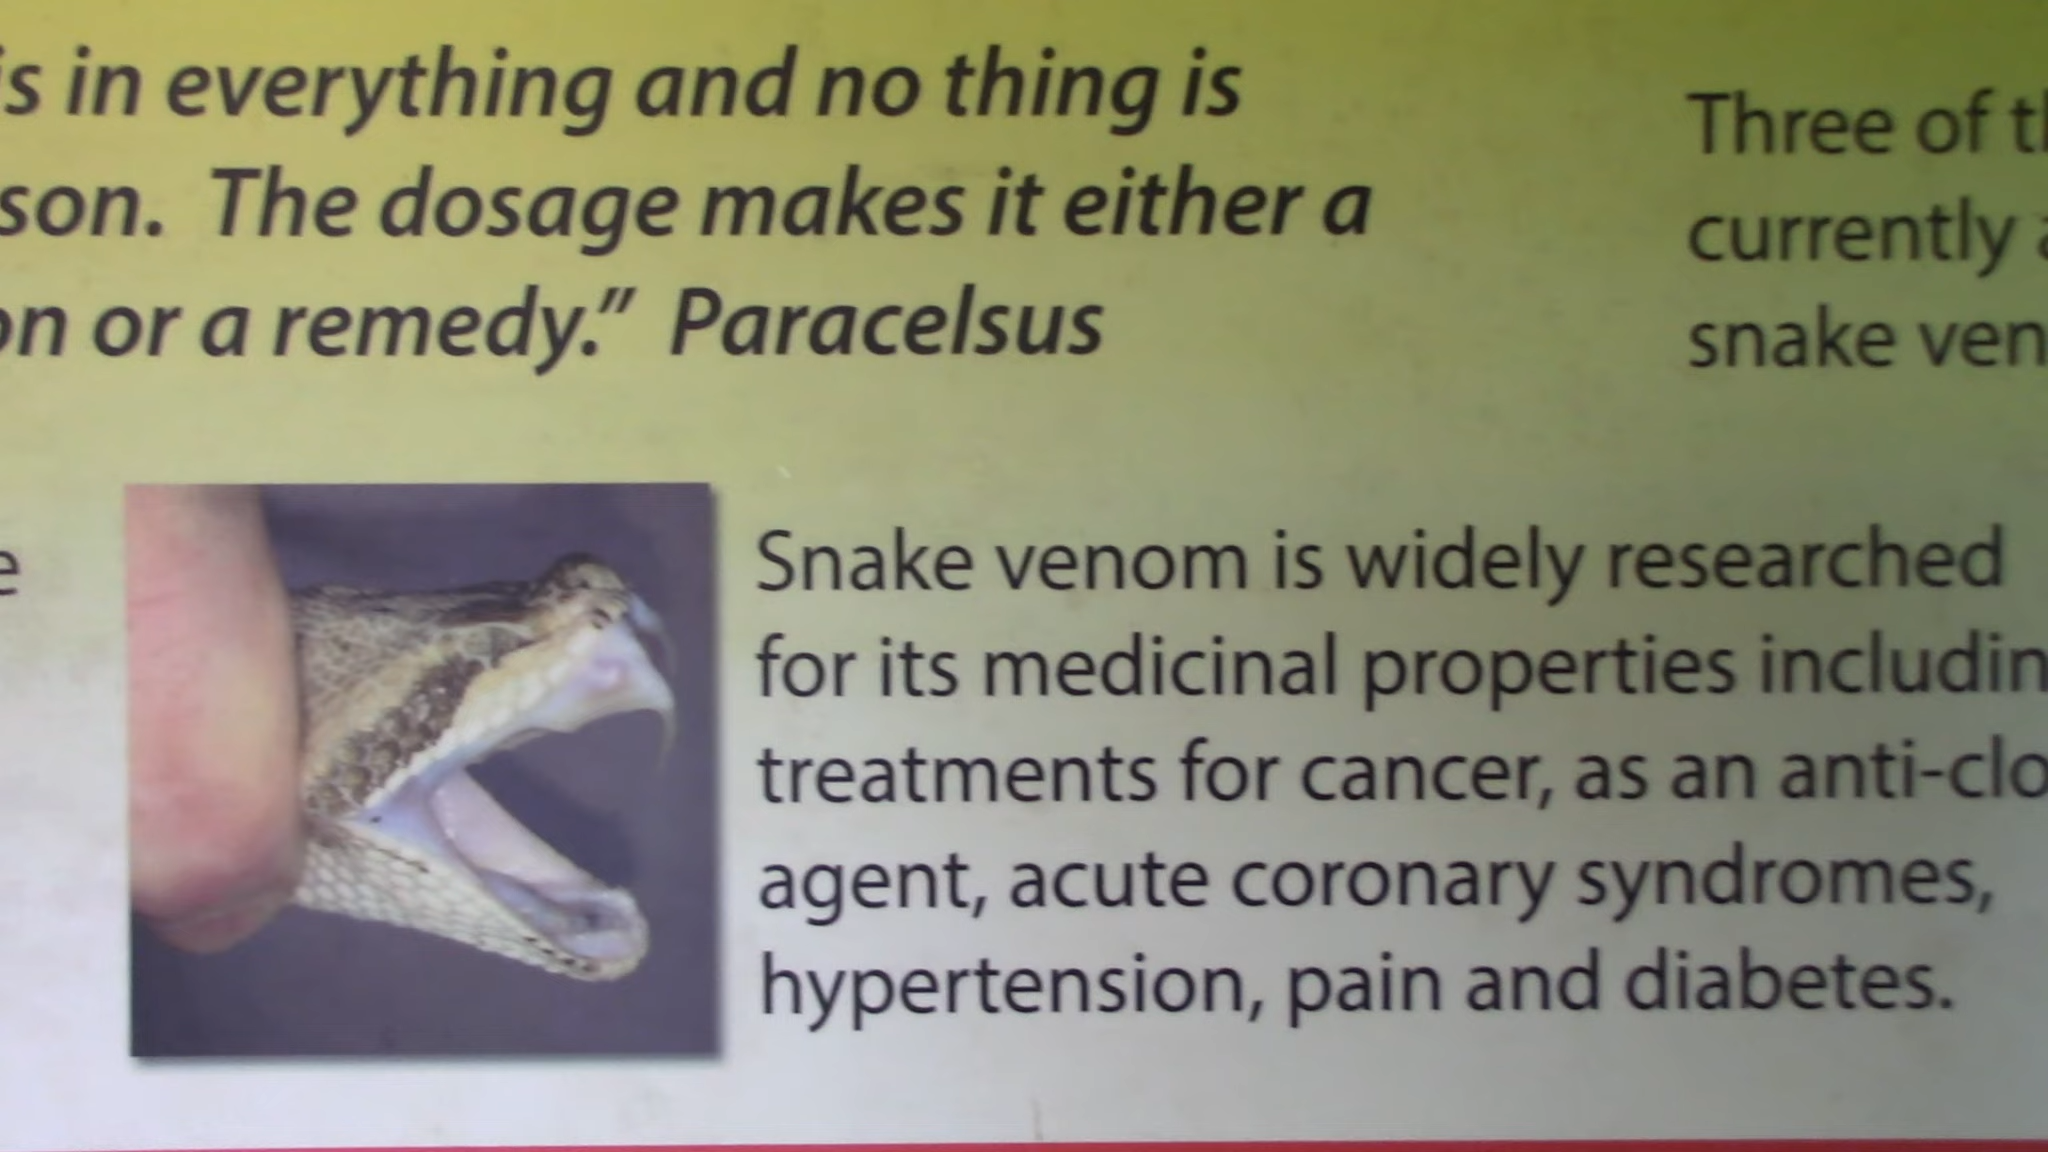 is in everything and no thing is
son. The dosage makes it either a
on or a remedy." Paracelsus
Three of th
currently a
snake ven
e
Snake venom is widely researched
for its medicinal properties includin
treatments for cancer, as an anti-clo
agent, acute coronary syndromes,
hypertension, pain and diabetes.